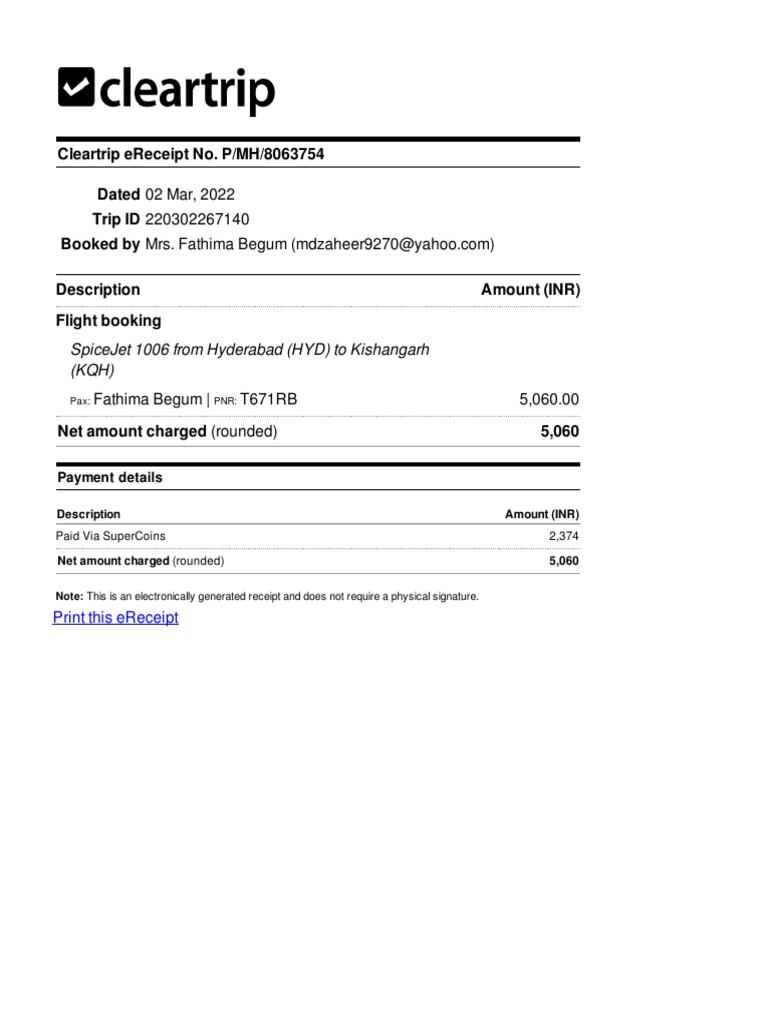 cleartrip
Cleartrip eReceipt No. P/MH/8063754
Dated 02 Mar, 2022
Trip ID 220302267140
Booked by Mrs. Fathima Begum (mdzaheer9270@yahoo.com)
Description Amount (INR)
Flight booking
SpiceJet 1006 from Hyderabad (HYD) to Kishangarh
(KQH)
Pax: Fathima Begum | PNR: T671RB 5,060.00
Net amount charged (rounded) 5,060
Payment details
Description Amount (INR)
Paid Via SuperCoins 2,374
Net amount charged (rounded) 5,060
Note: This is an electronically generated receipt and does not require a physical signature.
Print this eReceipt